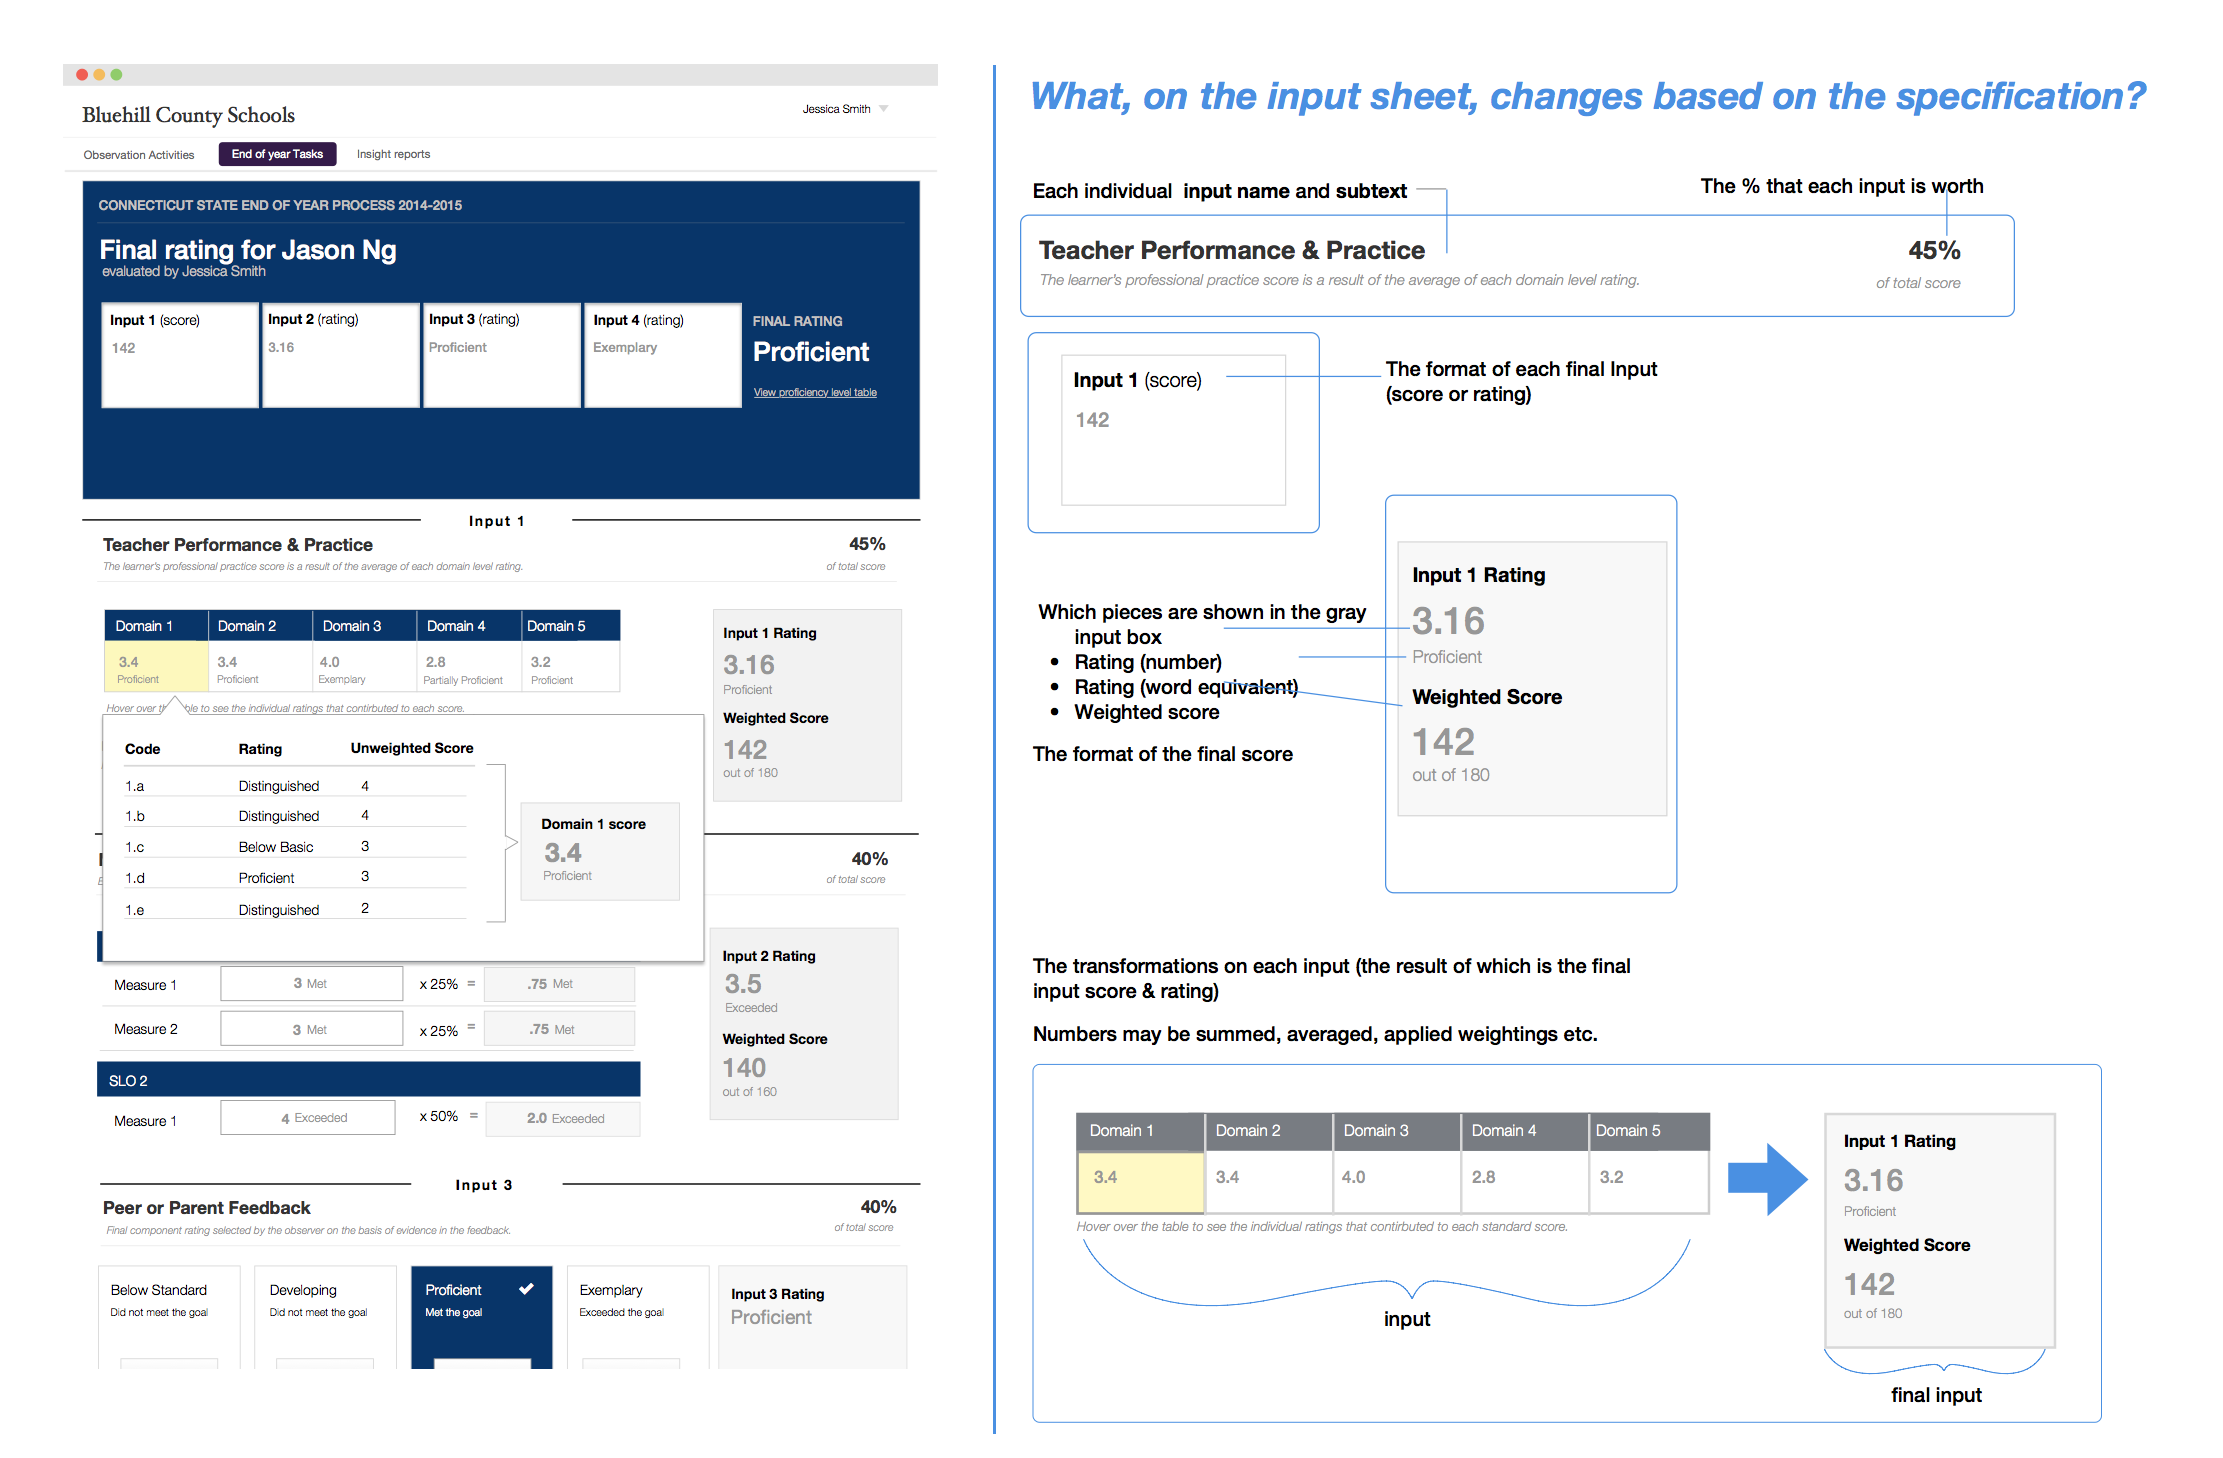 Bluehill County Schools
Jessica Smith
Observation Activities
End of year Tasks
Insight reports
CONNECTICUT STATE END OF YEAR PROCESS 2014-2015
Final rating for Jason Ng
evaluated by Jessica Smith
Input 1 (score)
142
Input 2 (rating)
3.16
Input 3 (rating)
Proficient
Input 4 (rating)
Exemplary
FINAL RATING
Proficient
View proficiency level table
Input 1
Teacher Performance & Practice
45%
The learner's professional practice score is a result of the average of each domain level rating.
of total score
Domain 1
Domain 2
Domain 3
Domain 4
Domain 5
3.4
3.4
4.0
2.8
3.2
Proficient
Proficient
Exemplary
Partially Proficient
Proficient
Hover over the table to see the individual ratings that contirbuted to each score.
Input 1 Rating
3.16
Proficient
Weighted Score
142
out of 180
Code
Rating
Unweighted Score
1.a
Distinguished
4
1.b
Distinguished
4
1.c
Below Basic
3
1.d
Proficient
3
1.e
Distinguished
2
Domain 1 score
3.4
Proficient
40%
of total score
Measure 1
3 Met
x 25% =
.75 Met
Measure 2
3 Met
x 25% =
.75 Met
SLO 2
Measure 1
4 Exceeded
x 50% =
2.0 Exceeded
Input 2 Rating
3.5
Exceeded
Weighted Score
140
out of 160
Input 3
Peer or Parent Feedback
40%
Final component rating selected by the observer on the basis of evidence in the feedback.
of total score
Below Standard
Did not meet the goal
Developing
Did not meet the goal
Proficient
Met the goal
Exemplary
Exceeded the goal
Input 3 Rating
Proficient
What, on the input sheet, changes based on the specification?
Each individual input name and subtext
The % that each input is worth
Teacher Performance & Practice
45%
The learner's professional practice score is a result of the average of each domain level rating.
of total score
Input 1 (score)
142
The format of each final Input
(score or rating)
Which pieces are shown in the gray
input box
• Rating (number)
• Rating (word equivalent)
• Weighted score
The format of the final score
Input 1 Rating
3.16
Proficient
Weighted Score
142
out of 180
The transformations on each input (the result of which is the final
input score & rating)
Numbers may be summed, averaged, applied weightings etc.
Domain 1
Domain 2
Domain 3
Domain 4
Domain 5
3.4
3.4
4.0
2.8
3.2
Hover over the table to see the individual ratings that contirbuted to each standard score.
input
Input 1 Rating
3.16
Proficient
Weighted Score
142
out of 180
final input